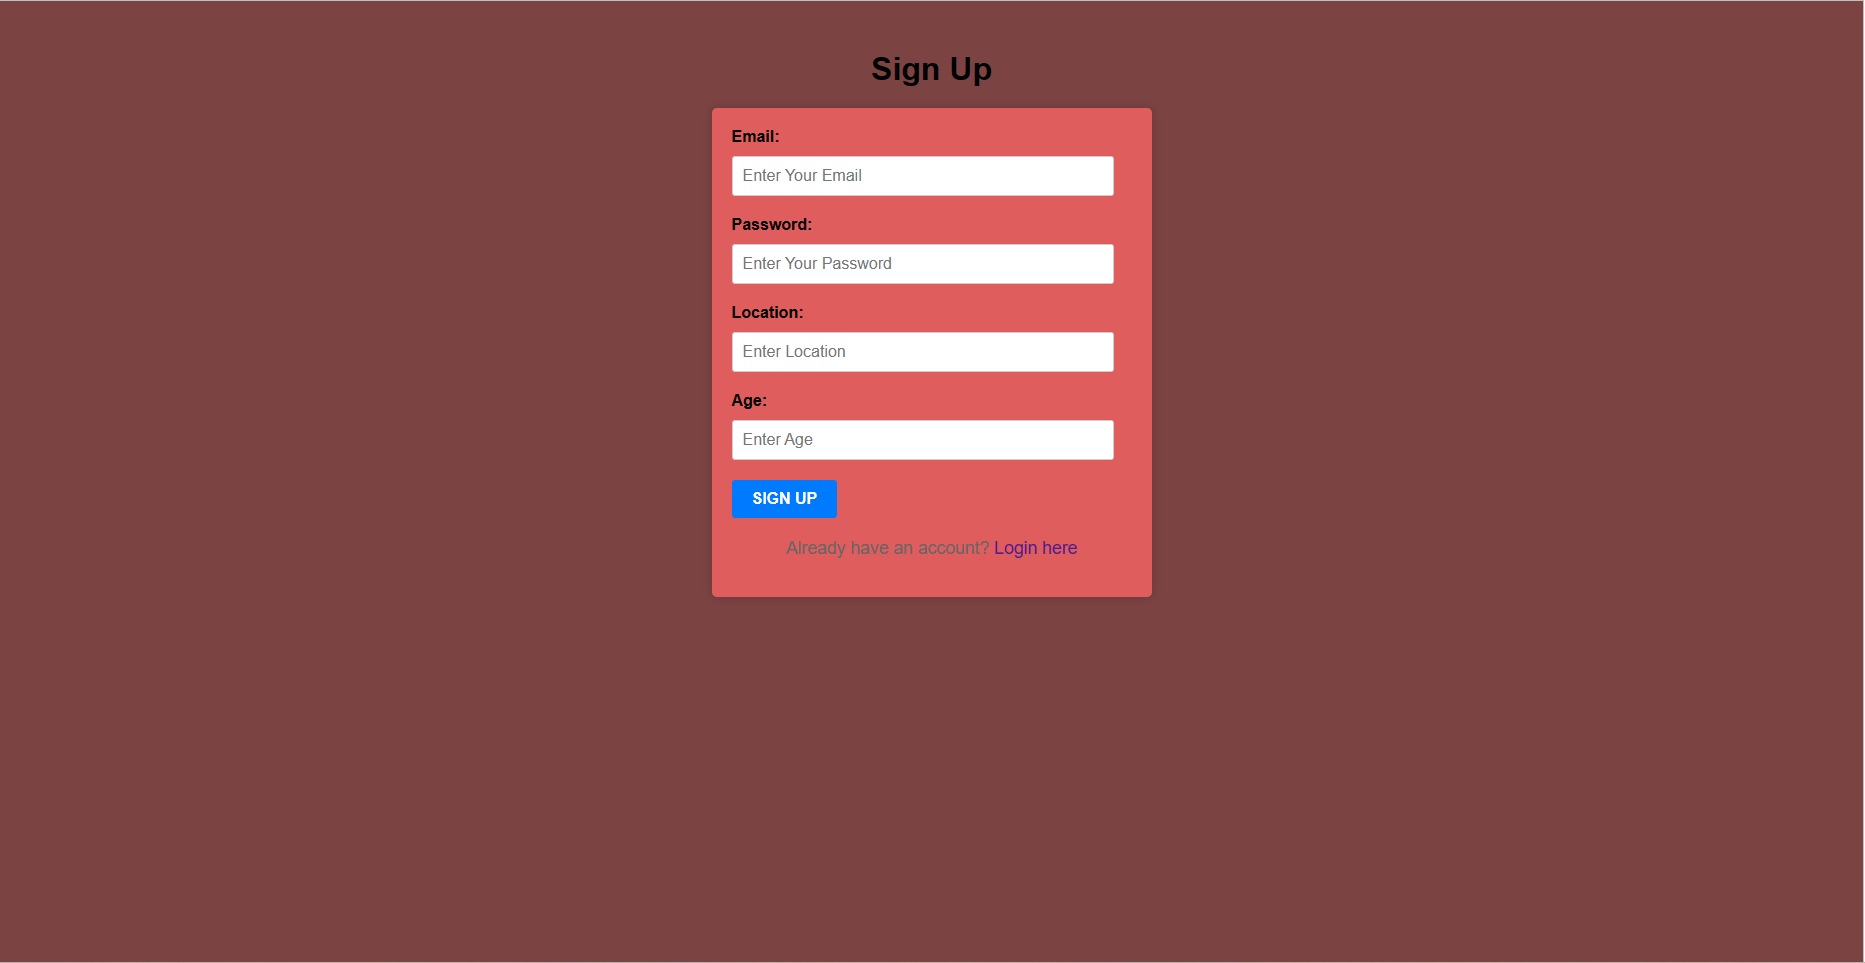 Sign Up
Email:
Enter Your Email
Password:
Enter Your Password
Location:
Enter Location
Age:
Enter Age
SIGN UP
Already have an account? Login here